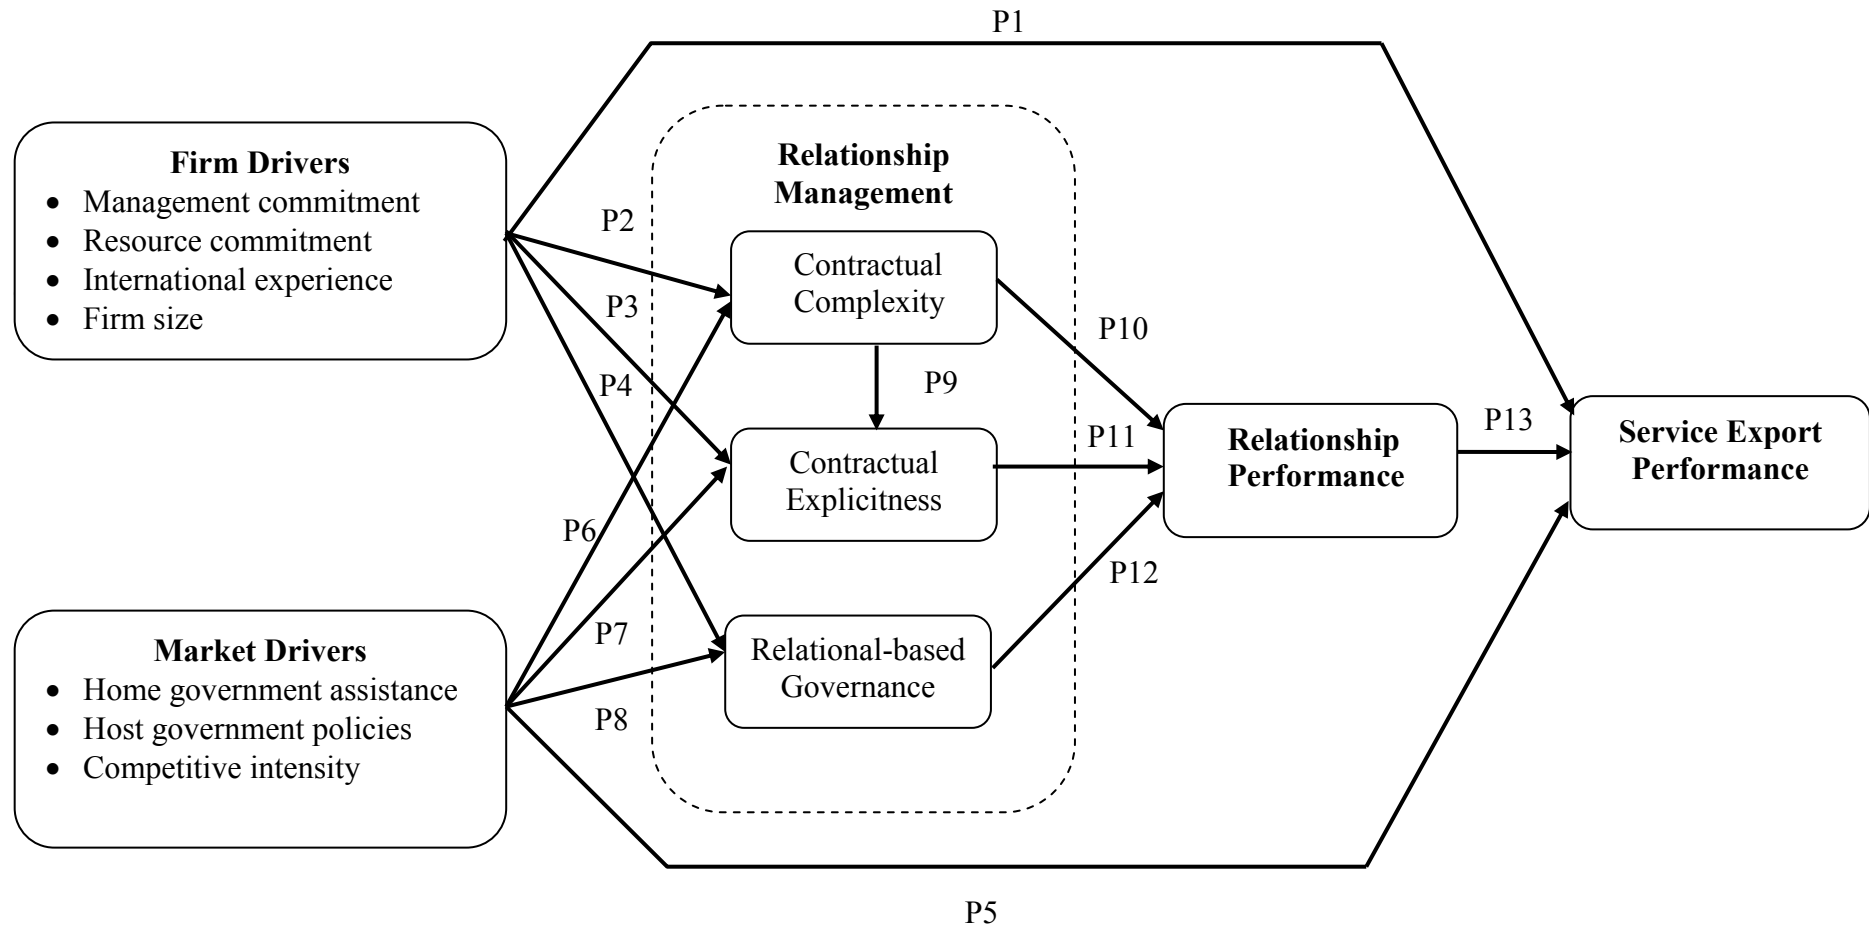 P1
Firm Drivers
• Management commitment
• Resource commitment
• International experience
• Firm size
P2
P3
P4
Relationship
Management
Contractual
Complexity
P9
Contractual
Explicitness
Relational-based
Governance
P10
P11
P12
Relationship
Performance
P13
Service Export
Performance
P6
P7
P8
Market Drivers
• Home government assistance
• Host government policies
• Competitive intensity
P5